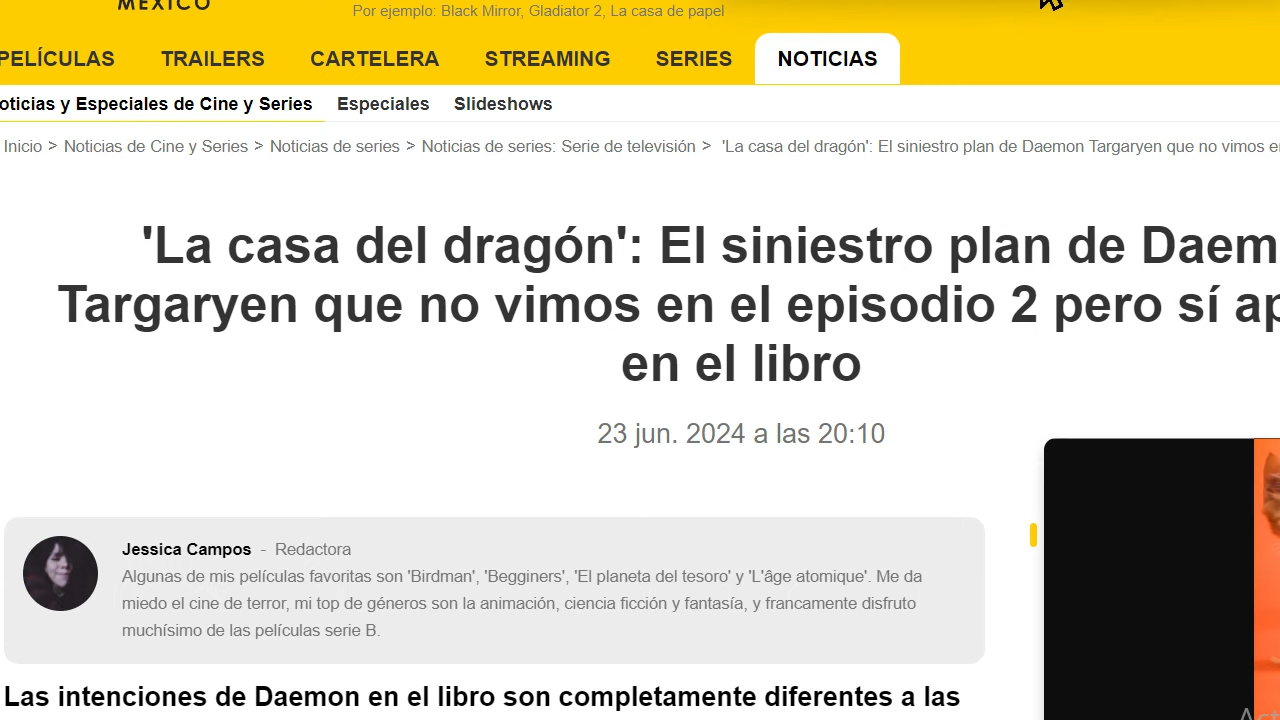 MÉXICO
Por ejemplo: Black Mirror, Gladiator 2, La casa de papel
PELÍCULAS TRAILERS CARTELERA STREAMING SERIES NOTICIAS
oticias y Especiales de Cine y Series Especiales Slideshows
Inicio > Noticias de Cine y Series > Noticias de series > Noticias de series: Serie de televisión > 'La casa del dragón': El siniestro plan de Daemon Targaryen que no vimos e
'La casa del dragón': El siniestro plan de Daem
Targaryen que no vimos en el episodio 2 pero sí ap
en el libro
23 jun. 2024 a las 20:10
Jessica Campos - Redactora
Algunas de mis películas favoritas son 'Birdman', 'Begginers', 'El planeta del tesoro' y 'L'âge atomique'. Me da
miedo el cine de terror, mi top de géneros son la animación, ciencia ficción y fantasía, y francamente disfruto
muchísimo de las películas serie B.
Las intenciones de Daemon en el libro son completamente diferentes a las